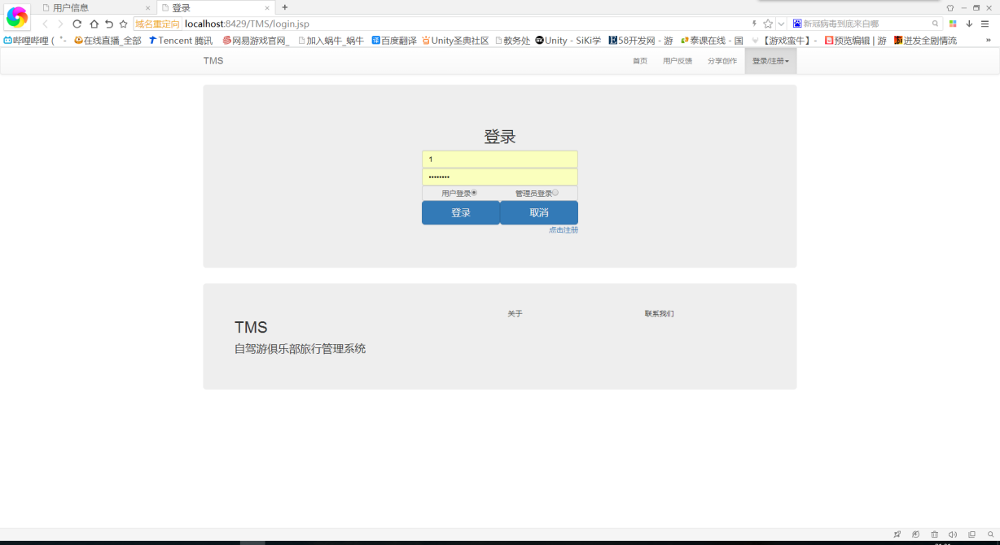 用户信息 × 登录 × +
域名重定向 localhost:8429/TMS/login.jsp 新冠病毒到底来自哪
哔哩哔哩 ( ゜- 在线直播_全部 Tencent 腾讯 网易游戏官网_ 加入蜗牛_蜗牛 百度翻译 Unity圣典社区 教务处 Unity - SiKi学 58开发网 - 游 泰课在线 - 国 【游戏蛮牛】- 预览编辑 | 游 迸发全剧情流 »
TMS 首页 用户反馈 分享创作 登录/注册
登录
1
••••••••
用户登录 管理员登录
登录 取消
点击注册
关于 联系我们
TMS
自驾游俱乐部旅行管理系统